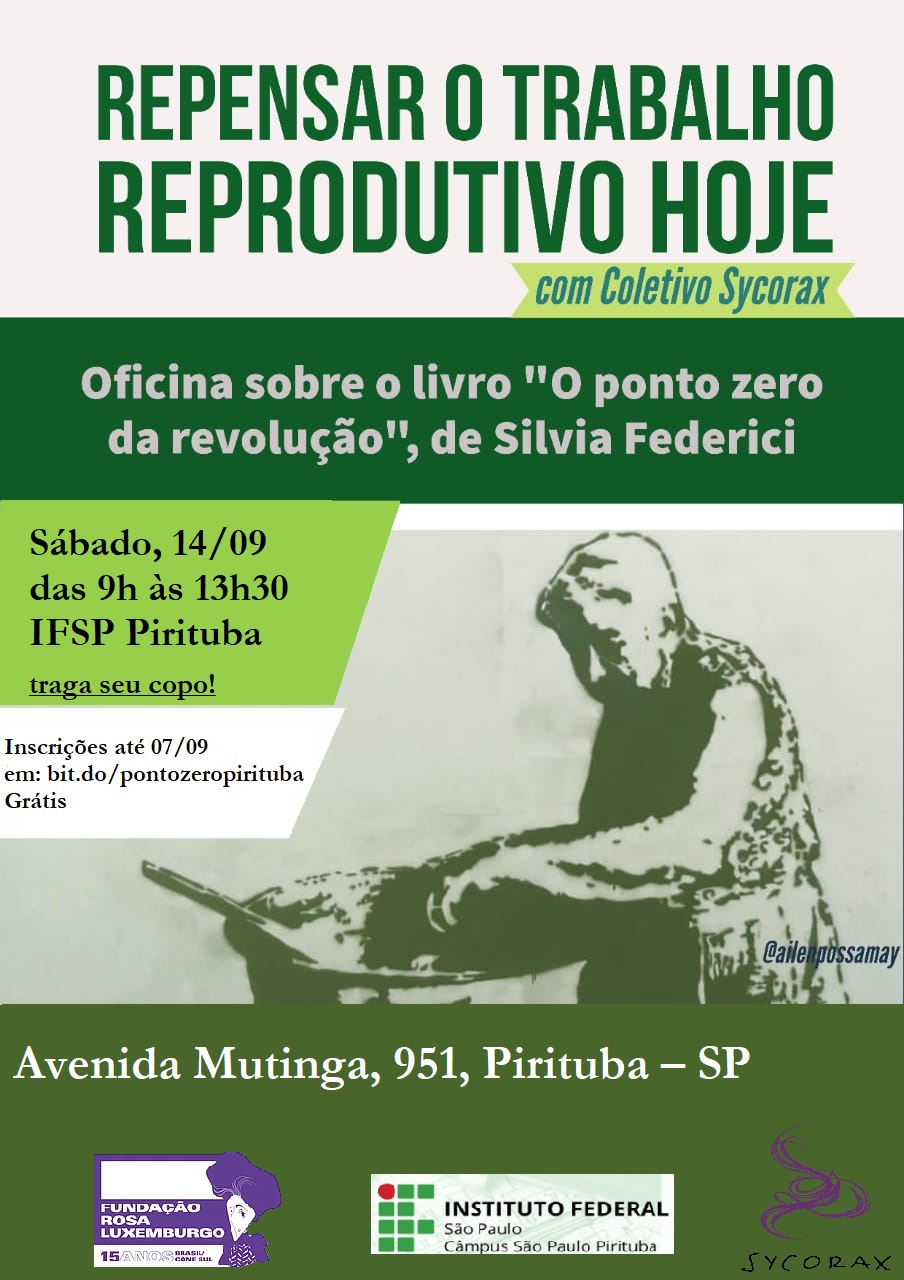 REPENSAR O TRABALHO
REPRODUTIVO HOJE
com Coletivo Sycorax
Oficina sobre o livro "O ponto zero
da revolução", de Silvia Federici
Sábado, 14/09
das 9h às 13h30
IFSP Pirituba
traga seu copo!
Inscrições até 07/09
em: bit.do/pontozeropirituba
Grátis
@ailenpossamay
Avenida Mutinga, 951, Pirituba – SP
FUNDAÇÃO
ROSA
LUXEMBURGO
15 ANOS BRASIL/
CONE SUL
INSTITUTO FEDERAL
São Paulo
Câmpus São Paulo Pirituba
SYCORAX